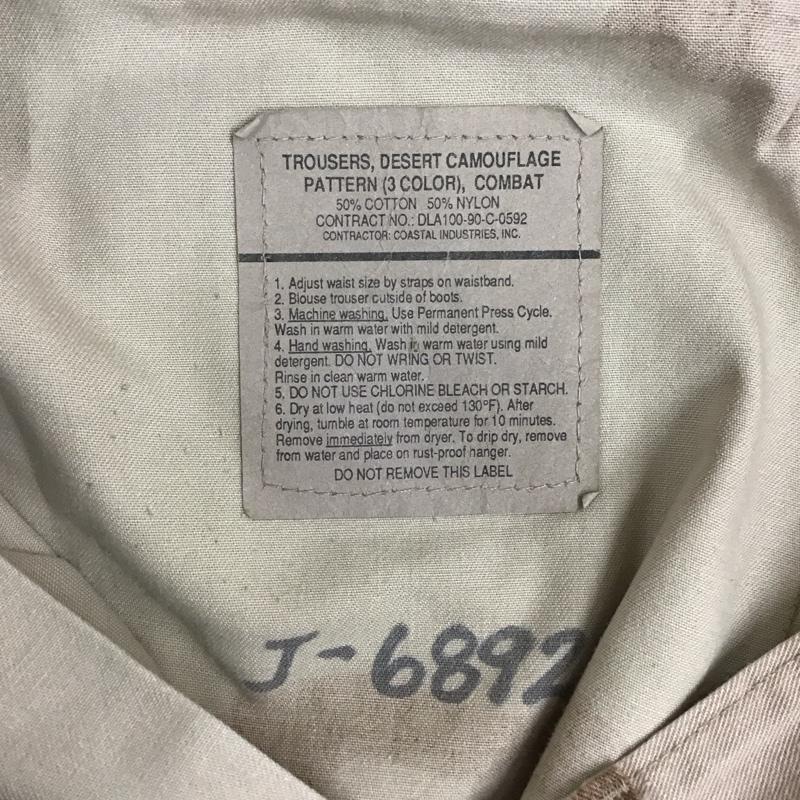 TROUSERS, DESERT CAMOUFLAGE
PATTERN (3 COLOR), COMBAT
50% COTTON 50% NYLON
CONTRACT NO.: DLA100-90-C-0592
CONTRACTOR: COASTAL INDUSTRIES, INC.
1. Adjust waist size by straps on waistband.
2. Blouse trouser cutside of boots.
3. Machine washing. Use Permanent Press Cycle.
Wash in warm water with mild detergent.
4. Hand washing. Wash in warm water using mild
detergent. DO NOT WRING OR TWIST.
Rinse in clean warm water.
5. DO NOT USE CHLORINE BLEACH OR STARCH.
6. Dry at low heat (do not exceed 130°F). After
drying, tumble at room temperature for 10 minutes.
Remove immediately from dryer. To drip dry, remove
from water and place on rust-proof hanger.
DO NOT REMOVE THIS LABEL
J-6892